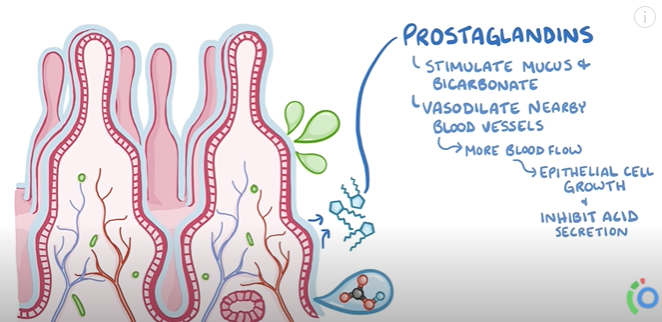 PROSTAGLANDINS
STIMULATE MUCUS &
BICARBONATE
VASODILATE NEARBY
BLOOD VESSELS
MORE BLOOD FLOW
EPITHELIAL CELL
GROWTH
&
INHIBIT ACID
SECRETION